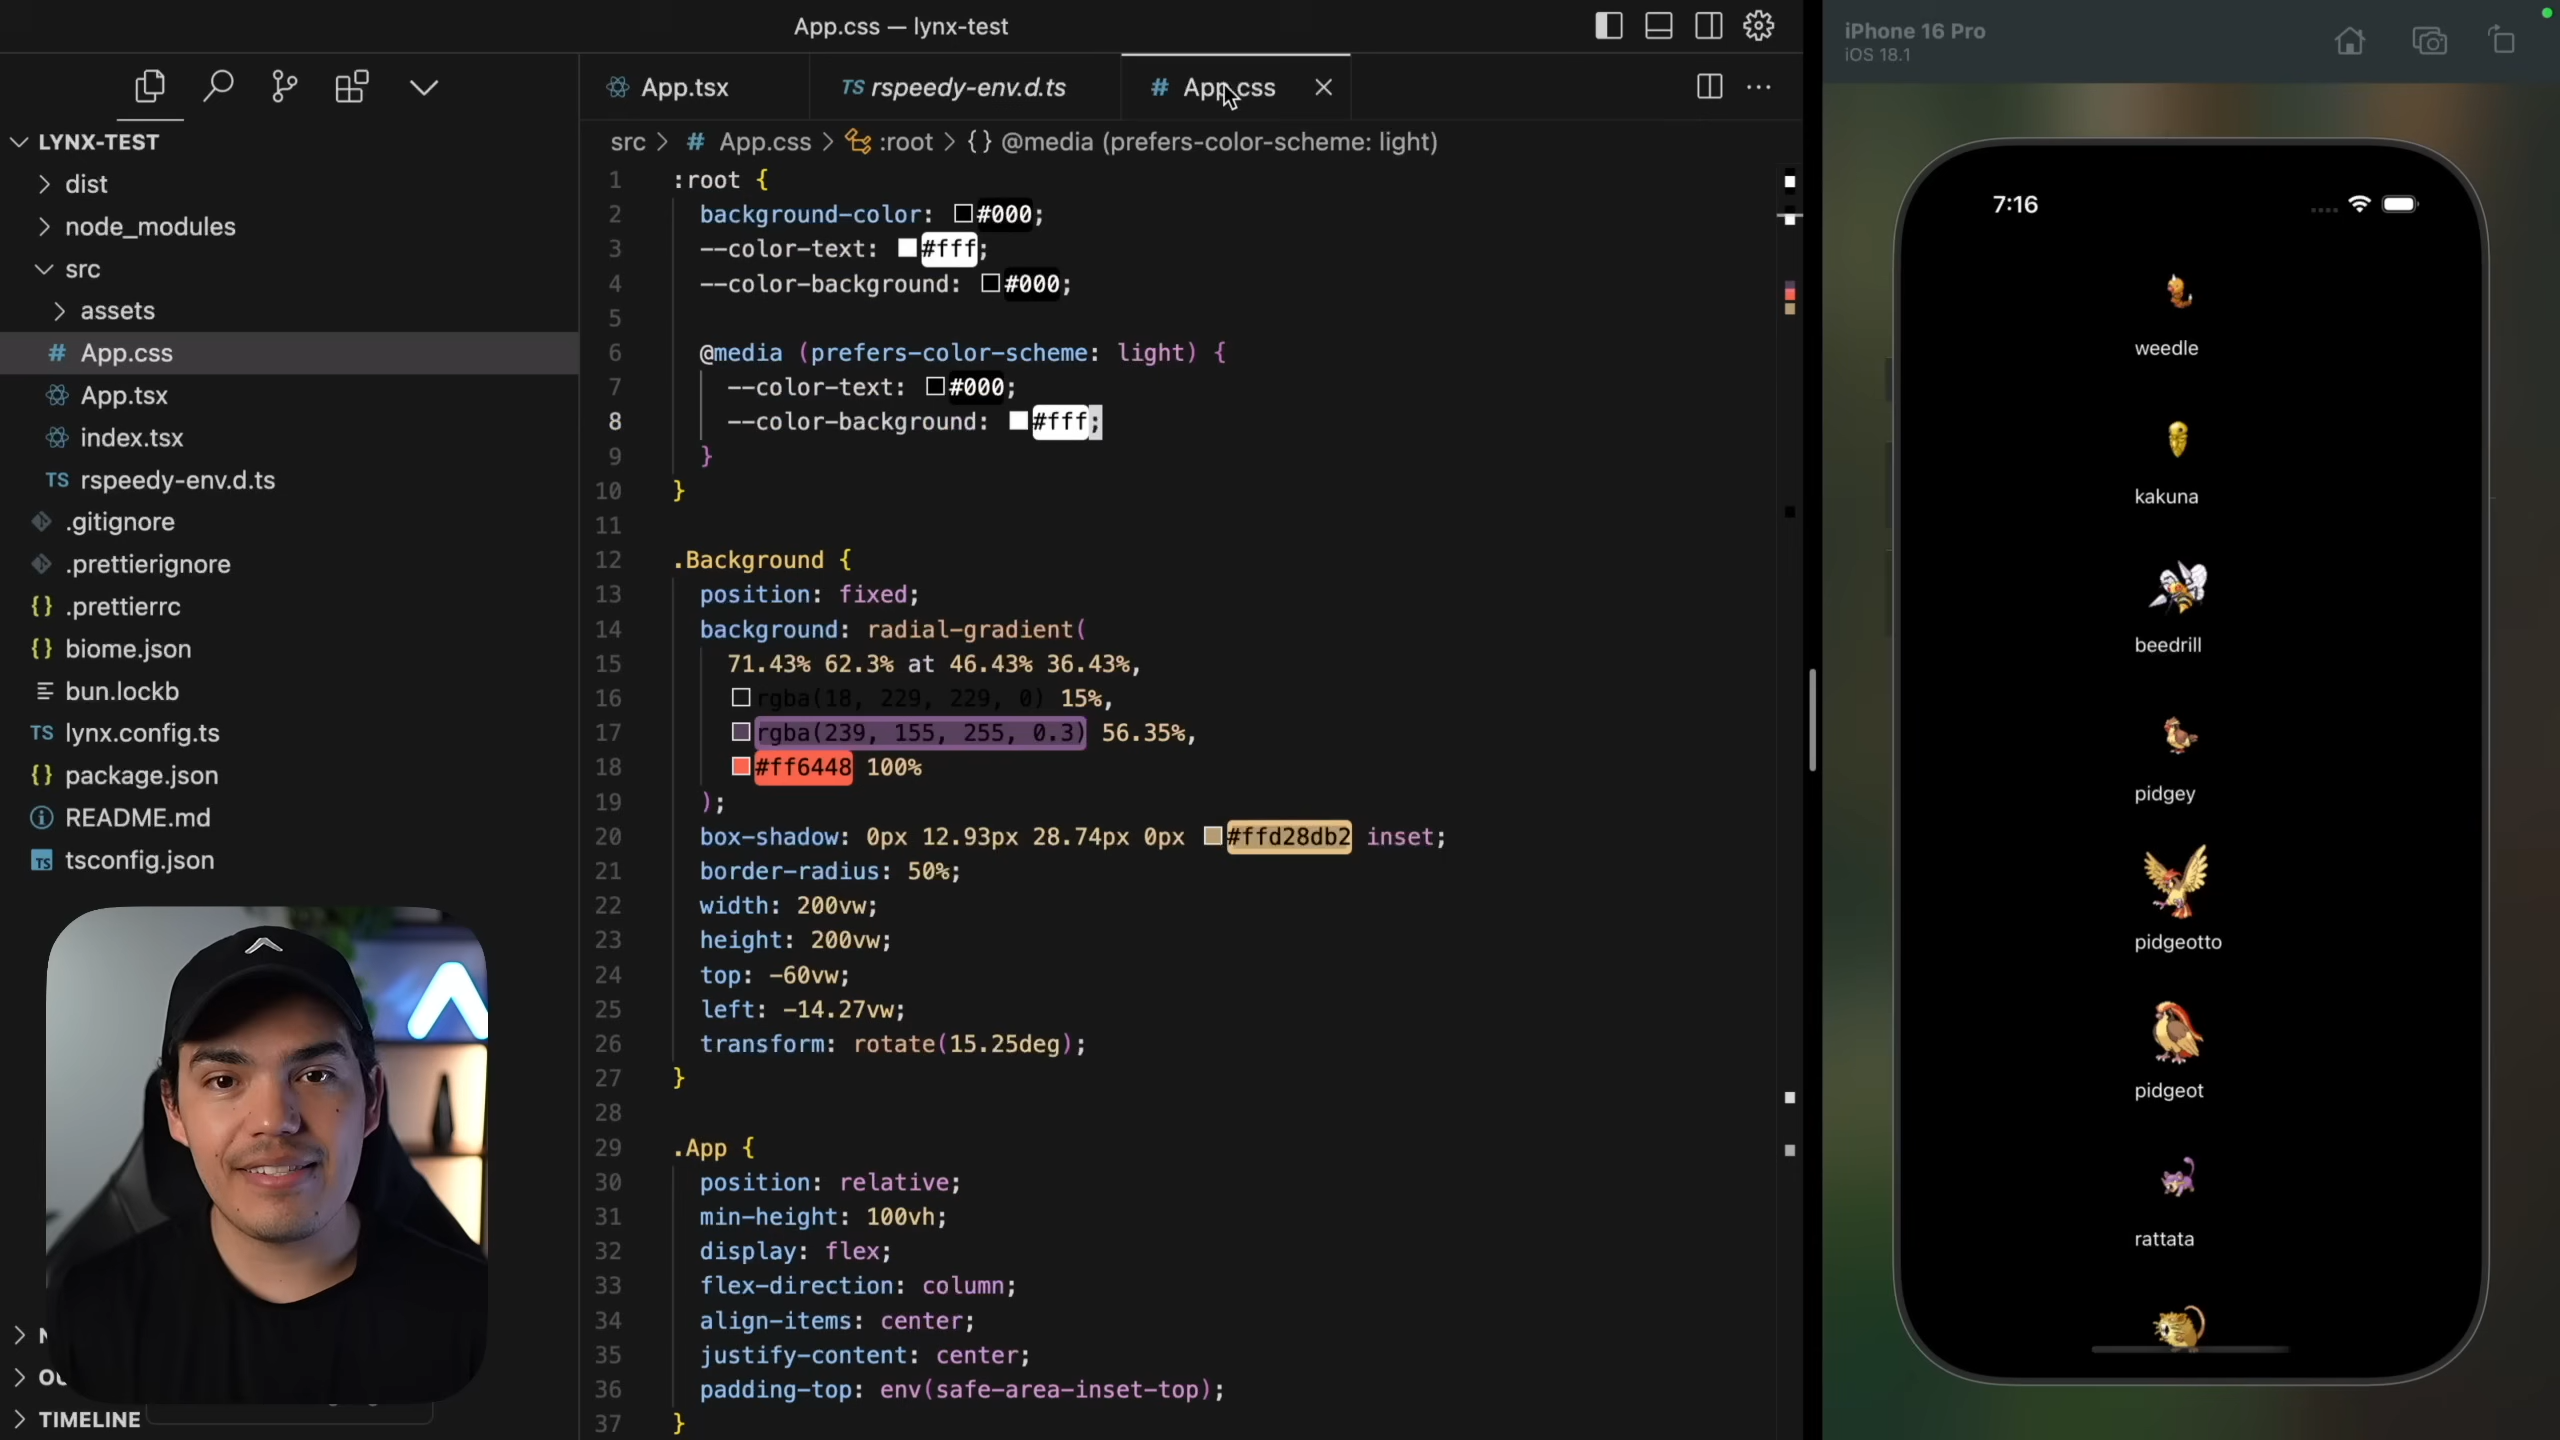 App.css — lynx-test
LYNX-TEST
dist
node_modules
src
assets
# App.css
App.tsx
index.tsx
TS rspeedy-env.d.ts
.gitignore
.prettierignore
{} .prettierrc
{} biome.json
bun.lockb
TS lynx.config.ts
{} package.json
README.md
TS tsconfig.json
TIMELINE
App.tsx
TS rspeedy-env.d.ts
# App.css
src > # App.css > :root > {} @media (prefers-color-scheme: light)
1 :root {
2 background-color: #000;
3 --color-text: #fff;
4 --color-background: #000;
5
6 @media (prefers-color-scheme: light) {
7 --color-text: #000;
8 --color-background: #fff;
9 }
10 }
11
12 .Background {
13 position: fixed;
14 background: radial-gradient(
15 71.43% 62.3% at 46.43% 36.43%,
16 rgba(18, 229, 229, 0) 15%,
17 rgba(239, 155, 255, 0.3) 56.35%,
18 #ff6448 100%
19 );
20 box-shadow: 0px 12.93px 28.74px 0px #ffd28db2 inset;
21 border-radius: 50%;
22 width: 200vw;
23 height: 200vw;
24 top: -60vw;
25 left: -14.27vw;
26 transform: rotate(15.25deg);
27 }
28
29 .App {
30 position: relative;
31 min-height: 100vh;
32 display: flex;
33 flex-direction: column;
34 align-items: center;
35 justify-content: center;
36 padding-top: env(safe-area-inset-top);
37 }
iPhone 16 Pro
iOS 18.1
7:16
weedle
kakuna
beedrill
pidgey
pidgeotto
pidgeot
rattata